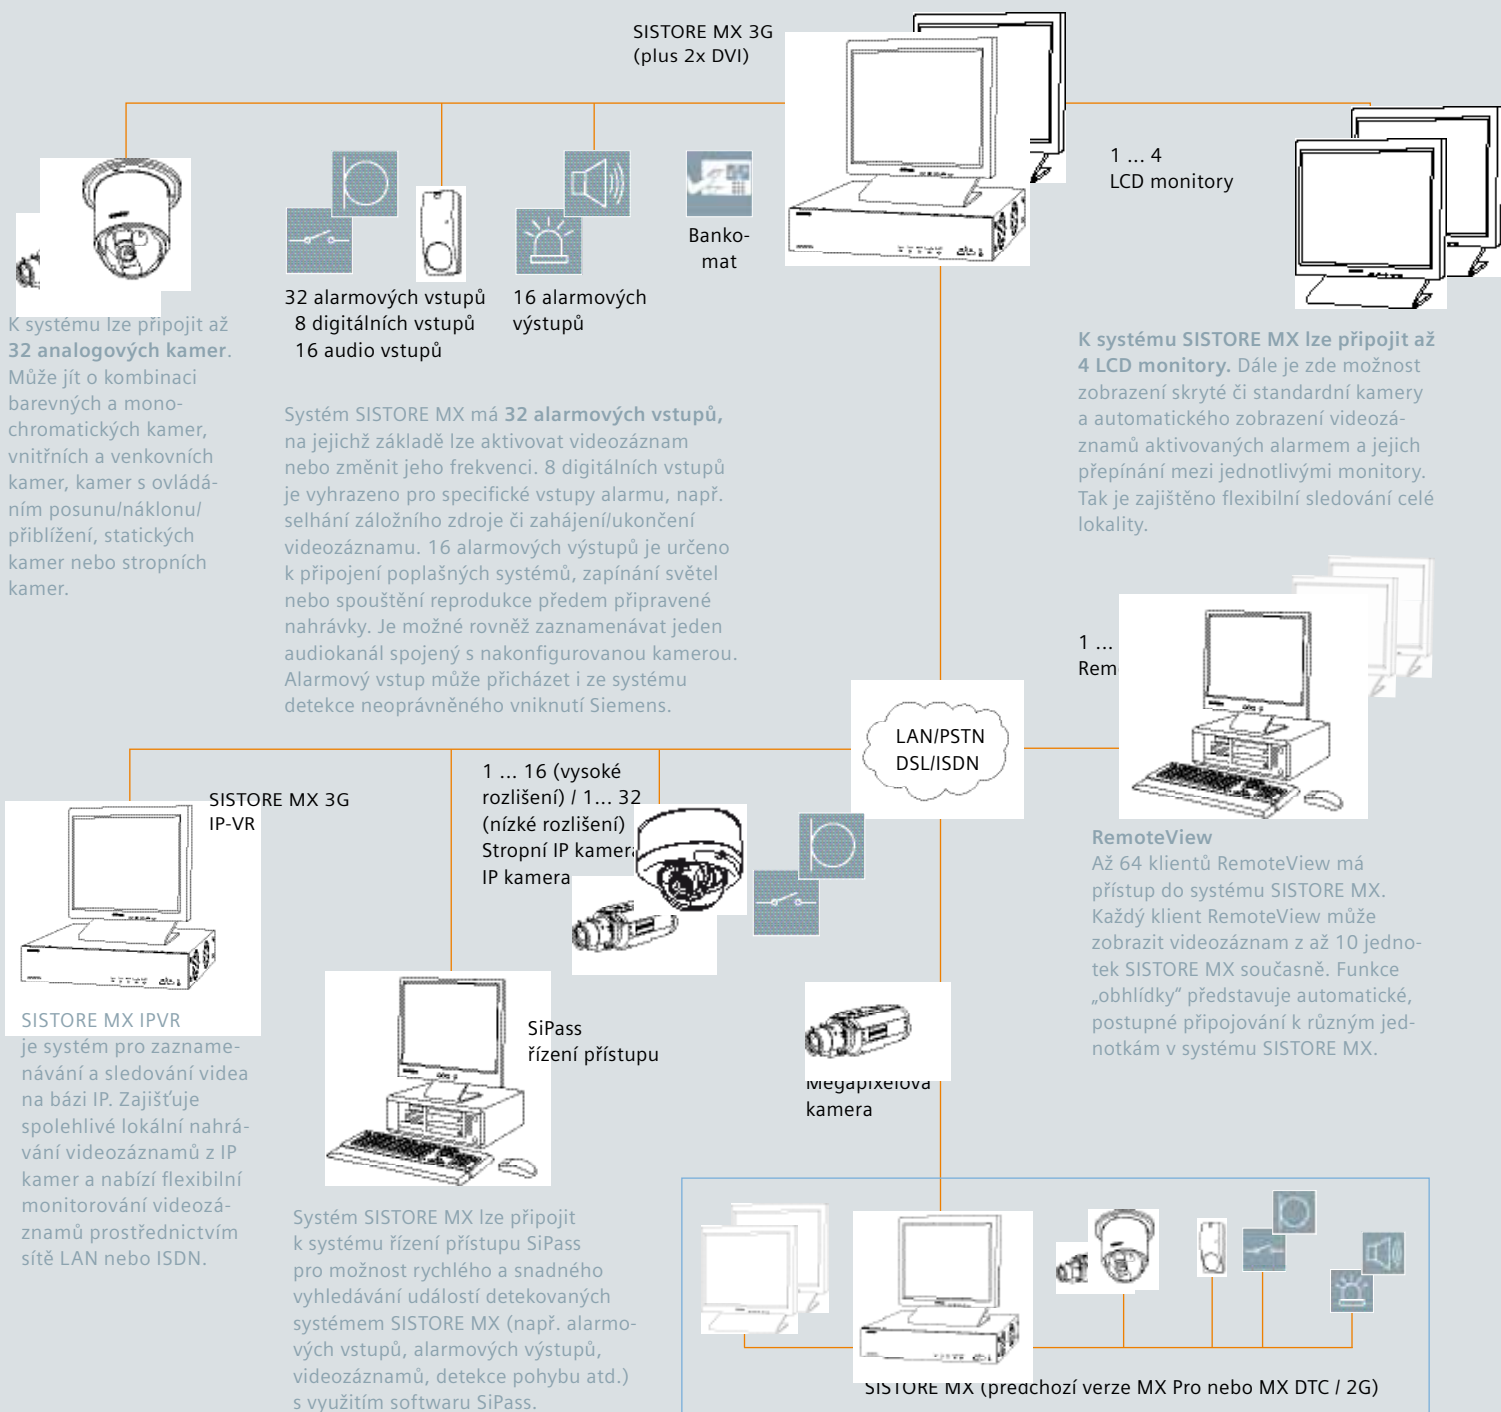 SISTORE MX 3G
(plus 2x DVI)
1 ... 4
LCD monitory
Banko-
mat
32 alarmových vstupů
8 digitálních vstupů
16 audio vstupů
16 alarmových
výstupů
K systému lze připojit až
32 analogových kamer.
Může jít o kombinaci
barevných a mono-
chromatických kamer,
vnitřních a venkovních
kamer, kamer s ovládá-
ním posunu/náklonu/
přiblížení, statických
kamer nebo stropních
kamer.
Systém SISTORE MX má 32 alarmových vstupů,
na jejichž základě lze aktivovat videozáznam
nebo změnit jeho frekvenci. 8 digitálních vstupů
je vyhrazeno pro specifické vstupy alarmu, např.
selhání záložního zdroje či zahájení/ukončení
videozáznamu. 16 alarmových výstupů je určeno
k připojení poplašných systémů, zapínání světel
nebo spouštění reprodukce předem připravené
nahrávky. Je možné rovněž zaznamenávat jeden
audiokanál spojený s nakonfigurovanou kamerou.
Alarmový vstup může přicházet i ze systému
detekce neoprávněného vniknutí Siemens.
K systému SISTORE MX lze připojit až
4 LCD monitory. Dále je zde možnost
zobrazení skryté či standardní kamery
a automatického zobrazení videozá-
znamů aktivovaných alarmem a jejich
přepínání mezi jednotlivými monitory.
Tak je zajištěno flexibilní sledování celé
lokality.
1 ...
Rem
LAN/PSTN
DSL/ISDN
RemoteView
Až 64 klientů RemoteView má
přístup do systému SISTORE MX.
Každý klient RemoteView může
zobrazit videozáznam z až 10 jedno-
tek SISTORE MX současně. Funkce
„obhlídky“ představuje automatické,
postupné připojování k různým jed-
notkám v systému SISTORE MX.
SISTORE MX 3G
IP-VR
1 ... 16 (vysoké
rozlišení) / 1... 32
(nízké rozlišení)
Stropní IP kamera
IP kamera
SISTORE MX IPVR
je systém pro zazname-
návání a sledování videa
na bázi IP. Zajišťuje
spolehlivé lokální nahrá-
vání videozáznamů z IP
kamer a nabízí flexibilní
monitorování videozá-
znamů prostřednictvím
sítě LAN nebo ISDN.
SiPass
řízení přístupu
Megapixelová
kamera
Systém SISTORE MX lze připojit
k systému řízení přístupu SiPass
pro možnost rychlého a snadného
vyhledávání událostí detekovaných
systémem SISTORE MX (např. alarmo-
vých vstupů, alarmových výstupů,
videozáznamů, detekce pohybu atd.)
s využitím softwaru SiPass.
SISTORE MX (předchozí verze MX Pro nebo MX DTC / 2G)